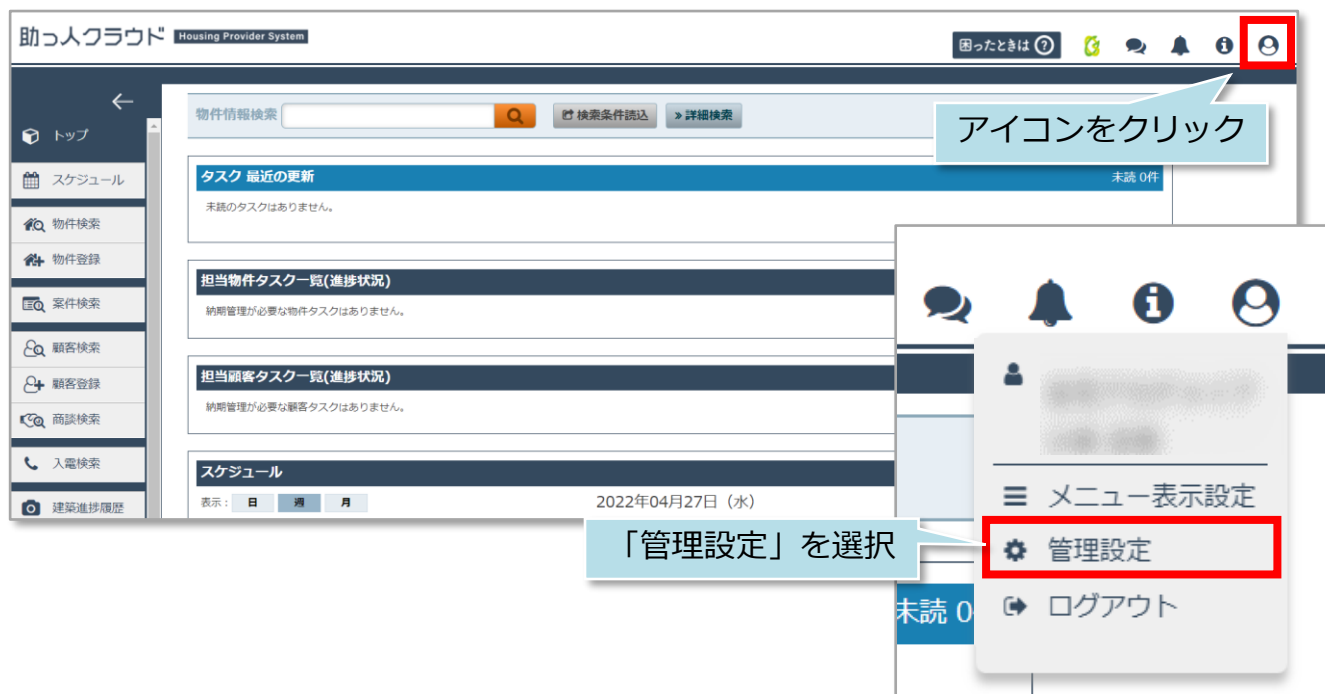 助っ人クラウド Housing Provider System
困ったときは ?
アイコンをクリック
物件情報検索 検索条件読込 » 詳細検索
トップ
スケジュール
物件検索
物件登録
案件検索
顧客検索
顧客登録
商談検索
入電検索
建築進捗履歴
タスク 最近の更新 未読 0件
未読のタスクはありません。
担当物件タスク一覧(進捗状況)
納期管理が必要な物件タスクはありません。
担当顧客タスク一覧(進捗状況)
納期管理が必要な顧客タスクはありません。
スケジュール
表示 : 日 週 月 2022年04月27日（水）
メニュー表示設定
「管理設定」を選択
管理設定
未読 0
ログアウト